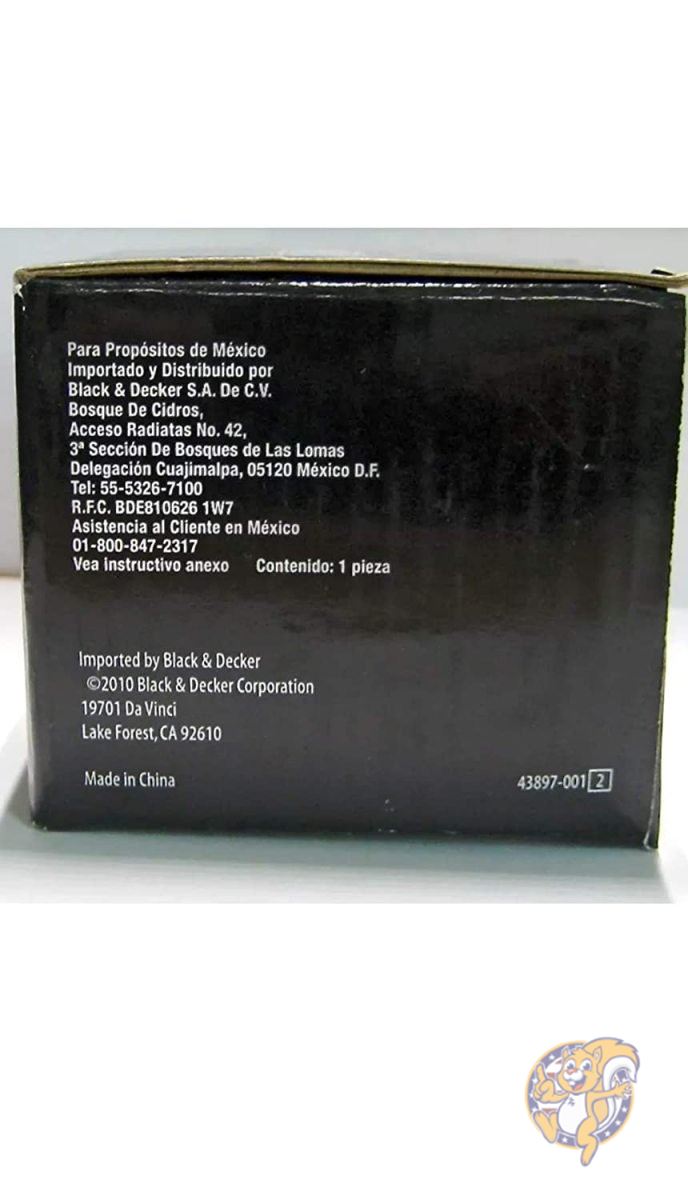 Para Propósitos de México
Importado y Distribuido por
Black & Decker S.A. De C.V.
Bosque De Cidros,
Acceso Radiatas No. 42,
3ª Sección De Bosques de Las Lomas
Delegación Cuajimalpa, 05120 México D.F.
Tel: 55-5326-7100
R.F.C. BDE810626 1W7
Asistencia al Cliente en México
01-800-847-2317
Vea instructivo anexo Contenido: 1 pieza
Imported by Black & Decker
©2010 Black & Decker Corporation
19701 Da Vinci
Lake Forest, CA 92610
Made in China 43897-001 2